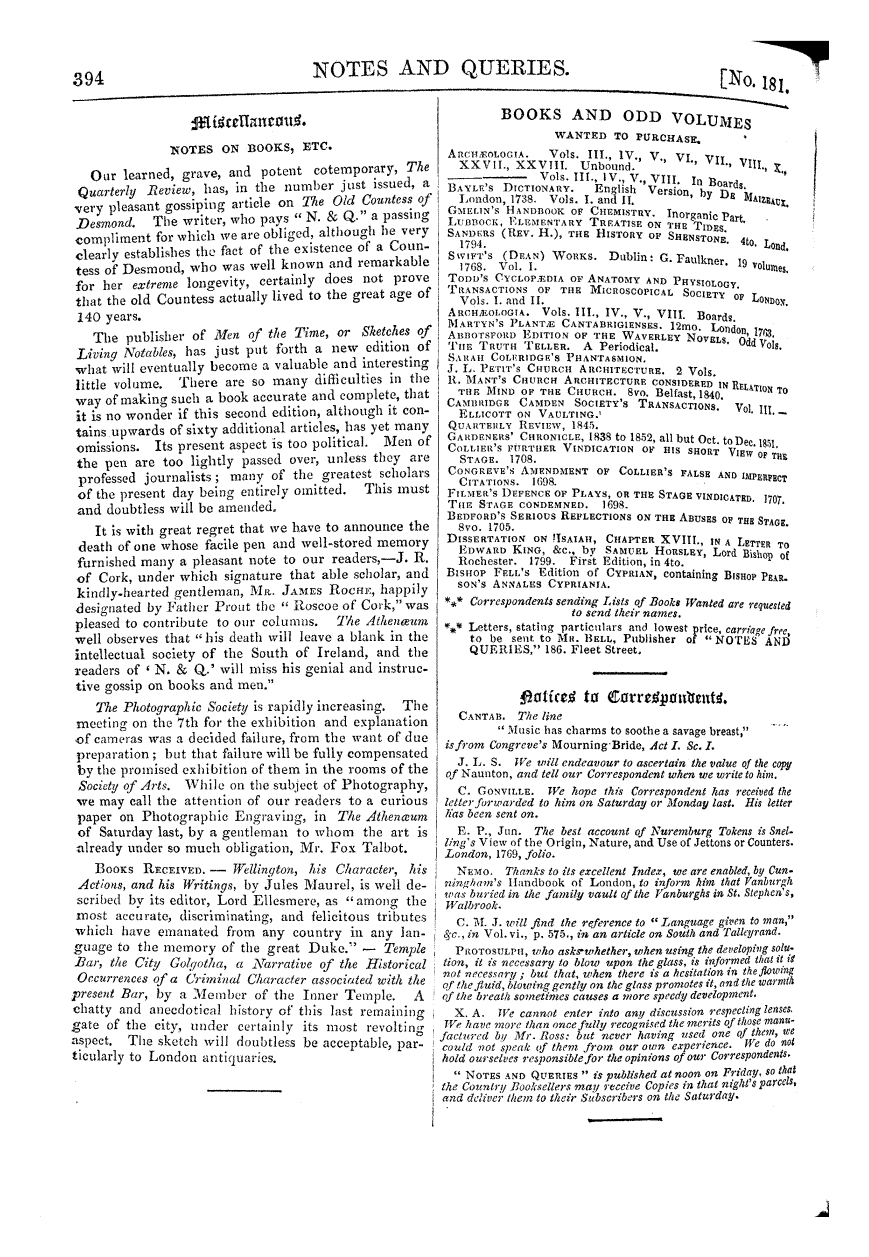 394
NOTES AND QUERIES.
[No. 181.
Miscellaneous.
NOTES ON BOOKS, ETC.
Our learned, grave, and potent cotemporary, The
Quarterly Review, has, in the number just issued, a
very pleasant gossiping article on The Old Countess of
Desmond. The writer, who pays "N. & Q." a passing
compliment for which we are obliged, although he very
clearly establishes the fact of the existence of a Coun-
tess of Desmond, who was well known and remarkable
for her extreme longevity, certainly does not prove
that the old Countess actually lived to the great age of
140 years.
The publisher of Men of the Time, or Sketches of
Living Notables, has just put forth a new edition of
what will eventually become a valuable and interesting
little volume. There are so many difficulties in the
way of making such a book accurate and complete, that
it is no wonder if this second edition, although it con-
tains upwards of sixty additional articles, has yet many
omissions. Its present aspect is too political. Men of
the pen are too lightly passed over, unless they are
professed journalists; many of the greatest scholars
of the present day being entirely omitted. This must
and doubtless will be amended.
It is with great regret that we have to announce the
death of one whose facile pen and well-stored memory
furnished many a pleasant note to our readers,—J. R.
of Cork, under which signature that able scholar, and
kindly-hearted gentleman, MR. JAMES ROCHE, happily
designated by Father Prout the "Roscoe of Cork," was
pleased to contribute to our columns. The Athenæum
well observes that "his death will leave a blank in the
intellectual society of the South of Ireland, and the
readers of 'N. & Q.' will miss his genial and instruc-
tive gossip on books and men."
The Photographic Society is rapidly increasing. The
meeting on the 7th for the exhibition and explanation
of cameras was a decided failure, from the want of due
preparation; but that failure will be fully compensated
by the promised exhibition of them in the rooms of the
Society of Arts. While on the subject of Photography,
we may call the attention of our readers to a curious
paper on Photographic Engraving, in The Athenæum
of Saturday last, by a gentleman to whom the art is
already under so much obligation, Mr. Fox Talbot.
BOOKS RECEIVED. — Wellington, his Character, his
Actions, and his Writings, by Jules Maurel, is well de-
scribed by its editor, Lord Ellesmere, as "among the
most accurate, discriminating, and felicitous tributes
which have emanated from any country in any lan-
guage to the memory of the great Duke." — Temple
Bar, the City Golgotha, a Narrative of the Historical
Occurrences of a Criminal Character associated with the
present Bar, by a Member of the Inner Temple. A
chatty and anecdotical history of this last remaining
gate of the city, under certainly its most revolting
aspect. The sketch will doubtless be acceptable, par-
ticularly to London antiquaries.
BOOKS AND ODD VOLUMES
WANTED TO PURCHASE.
ARCHÆOLOGIA. Vols. III., IV., V., VI., VII., VIII., X.,
XXVII., XXVIII. Unbound.
———— Vols. III., IV., V., VIII. In Boards.
BAYLE'S DICTIONARY. English Version, by DE MAIZEAUX.
London, 1738. Vols. I. and II.
GMELIN'S HANDBOOK OF CHEMISTRY. Inorganic Part.
LUBBOCK, ELEMENTARY TREATISE ON THE TIDES.
SANDERS (REV. H.), THE HISTORY OF SHENSTONE. 4to. Lond.
1794.
SWIFT'S (DEAN) WORKS. Dublin: G. Faulkner. 19 volumes.
1768. Vol. I.
TODD'S CYCLOPÆDIA OF ANATOMY AND PHYSIOLOGY.
TRANSACTIONS OF THE MICROSCOPICAL SOCIETY OF LONDON.
Vols. I. and II.
ARCHÆOLOGIA. Vols. III., IV., V., VIII. Boards.
MARTYN'S PLANTÆ CANTABRIGIENSES. 12mo. London, 1763.
ABBOTSFORD EDITION OF THE WAVERLEY NOVELS. Odd Vols.
THE TRUTH TELLER. A Periodical.
SARAH COLERIDGE'S PHANTASMION.
J. L. PETIT'S CHURCH ARCHITECTURE. 2 Vols.
R. MANT'S CHURCH ARCHITECTURE CONSIDERED IN RELATION TO
THE MIND OF THE CHURCH. 8vo. Belfast, 1840.
CAMBRIDGE CAMDEN SOCIETY'S TRANSACTIONS. Vol. III.—
ELLICOTT ON VAULTING.
QUARTERLY REVIEW, 1845.
GARDENERS' CHRONICLE, 1838 to 1852, all but Oct. to Dec. 1851.
COLLIER'S FURTHER VINDICATION OF HIS SHORT VIEW OF THE
STAGE. 1708.
CONGREVE'S AMENDMENT OF COLLIER'S FALSE AND IMPERFECT
CITATIONS. 1698.
FILMER'S DEFENCE OF PLAYS, OR THE STAGE VINDICATED. 1707.
THE STAGE CONDEMNED. 1698.
BEDFORD'S SERIOUS REFLECTIONS ON THE ABUSES OF THE STAGE.
8vo. 1705.
DISSERTATION ON ISAIAH, CHAPTER XVIII., IN A LETTER TO
EDWARD KING, &c., by SAMUEL HORSLEY, Lord Bishop of
Rochester. 1799. First Edition, in 4to.
BISHOP FELL'S Edition of CYPRIAN, containing BISHOP PEAR-
SON'S ANNALES CYPRIANIA.
*** Correspondents sending Lists of Books Wanted are requested
to send their names.
*** Letters, stating particulars and lowest price, carriage free,
to be sent to MR. BELL, Publisher of "NOTES AND
QUERIES," 186. Fleet Street.
Notices to Correspondents.
CANTAB. The line
"Music has charms to soothe a savage breast,"
is from Congreve's Mourning Bride, Act I. Sc. I.
J. L. S. We will endeavour to ascertain the value of the copy
of Naunton, and tell our Correspondent when we write to him.
C. GONVILLE. We hope this Correspondent has received the
letter forwarded to him on Saturday or Monday last. His letter
has been sent on.
E. P., Jun. The best account of Nuremburg Tokens is Snel-
ling's View of the Origin, Nature, and Use of Jettons or Counters.
London, 1769, folio.
NEMO. Thanks to its excellent Index, we are enabled, by Cun-
ningham's Handbook of London, to inform him that Vanburgh
was buried in the family vault of the Vanburghs in St. Stephen's,
Walbrook.
C. M. J. will find the reference to "Language given to man,"
&c., in Vol. vi., p. 575., in an article on South and Talleyrand.
PROTOSULPH, who asks whether, when using the developing solu-
tion, it is necessary to blow upon the glass, is informed that it is
not necessary; but that, when there is a hesitation in the flowing
of the fluid, blowing gently on the glass promotes it, and the warmth
of the breath sometimes causes a more speedy development.
X. A. We cannot enter into any discussion respecting lenses.
We have more than once fully recognised the merits of those manu-
factured by Mr. Ross: but never having used one of them, we
could not speak of them from our own experience. We do not
hold ourselves responsible for the opinions of our Correspondents.
"NOTES AND QUERIES" is published at noon on Friday, so that
the Country Booksellers may receive Copies in that night's parcels,
and deliver them to their Subscribers on the Saturday.